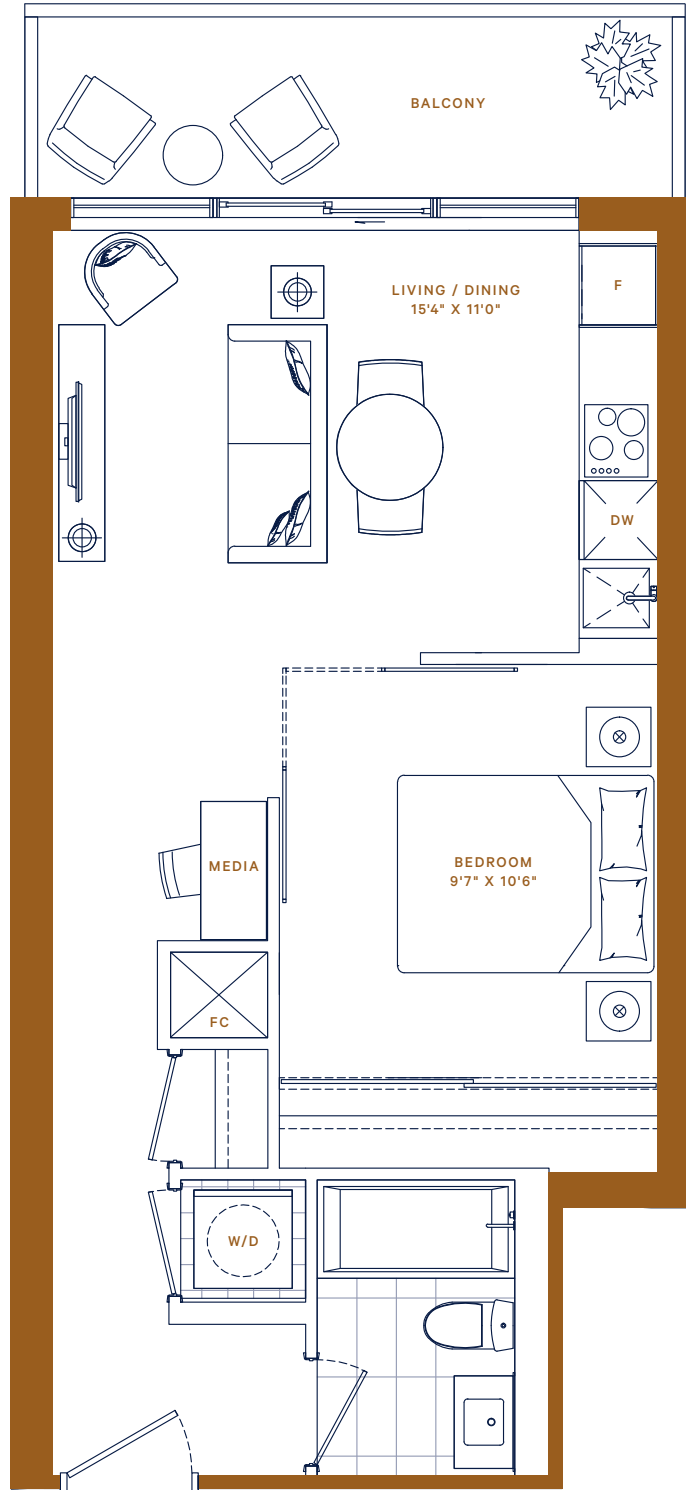 BALCONY
LIVING / DINING
15'4" X 11'0"
F
DW
MEDIA
BEDROOM
9'7" X 10'6"
FC
W/D